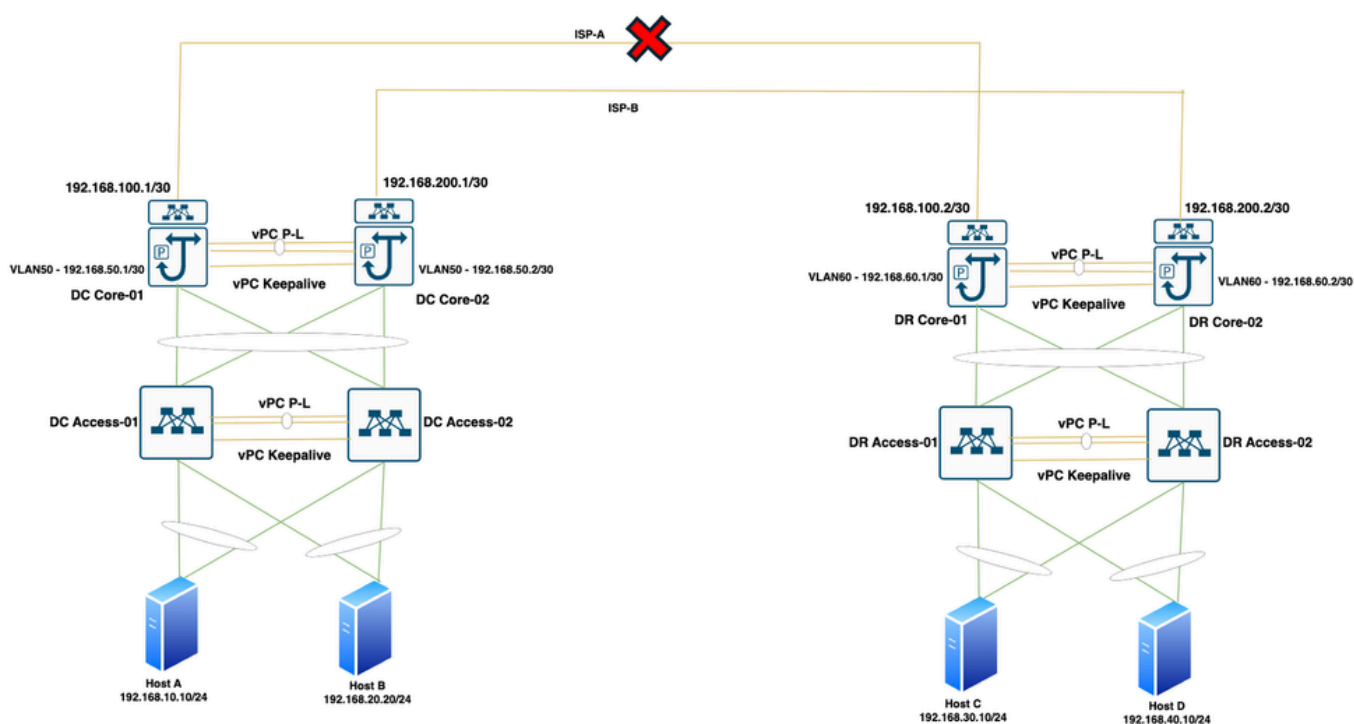 ISP-A
ISP-B
192.168.100.1/30
192.168.200.1/30
192.168.100.2/30
192.168.200.2/30
vPC P-L
P
P
VLAN50 - 192.168.50.1/30
VLAN50 - 192.168.50.2/30
vPC Keepalive
DC Core-01
DC Core-02
vPC P-L
P
P
VLAN60 - 192.168.60.1/30
VLAN60 - 192.168.60.2/30
vPC Keepalive
DR Core-01
DR Core-02
vPC P-L
DC Access-01
DC Access-02
vPC Keepalive
vPC P-L
DR Access-01
DR Access-02
vPC Keepalive
Host A
192.168.10.10/24
Host B
192.168.20.20/24
Host C
192.168.30.10/24
Host D
192.168.40.10/24